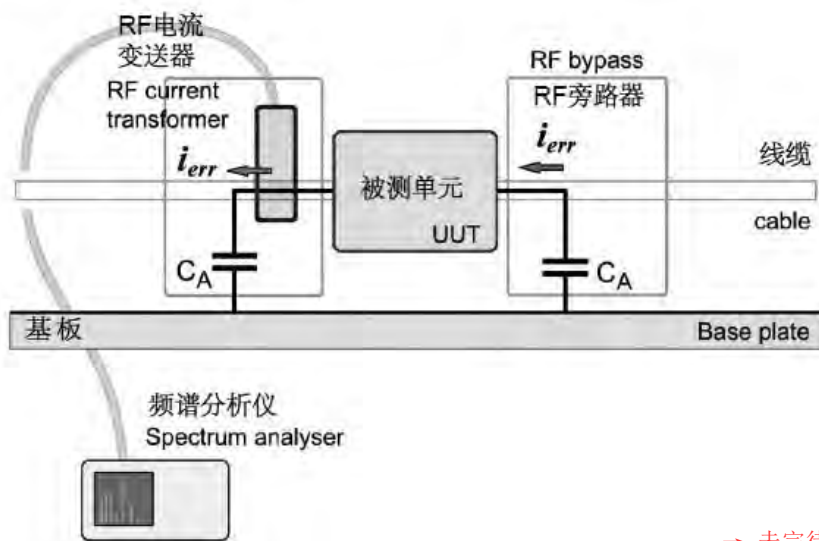 RF电流
变送器
RF current
transformer
RF bypass
RF旁路器
i_err
i_err
线缆
cable
被测单元
UUT
C_A
C_A
基板
Base plate
频谱分析仪
Spectrum analyser